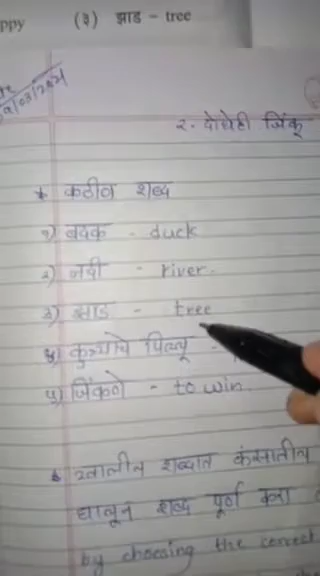 ppy (३) झाड - tree
२. दोघेही जिंकू
* कठीण शब्द
१) बदक - duck
२) नदी - river.
३) झाड - tree
४) कुत्र्याचे पिल्लू -
५) जिंकणे - to win
* खालील शब्दात कंसातील
घालून शब्द पूर्ण करा
by choosing the correct